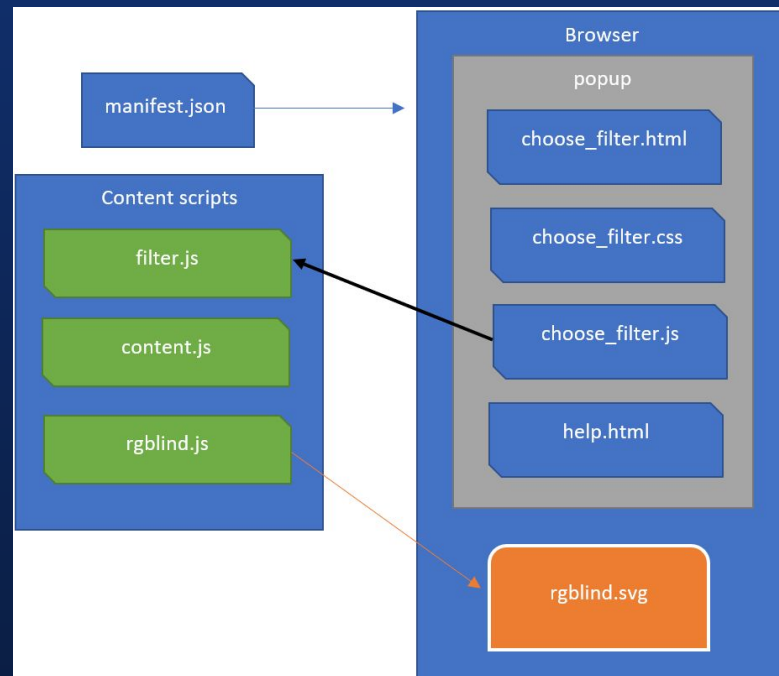 manifest.json
Content scripts
filter.js
content.js
rgblind.js
Browser
popup
choose_filter.html
choose_filter.css
choose_filter.js
help.html
rgblind.svg